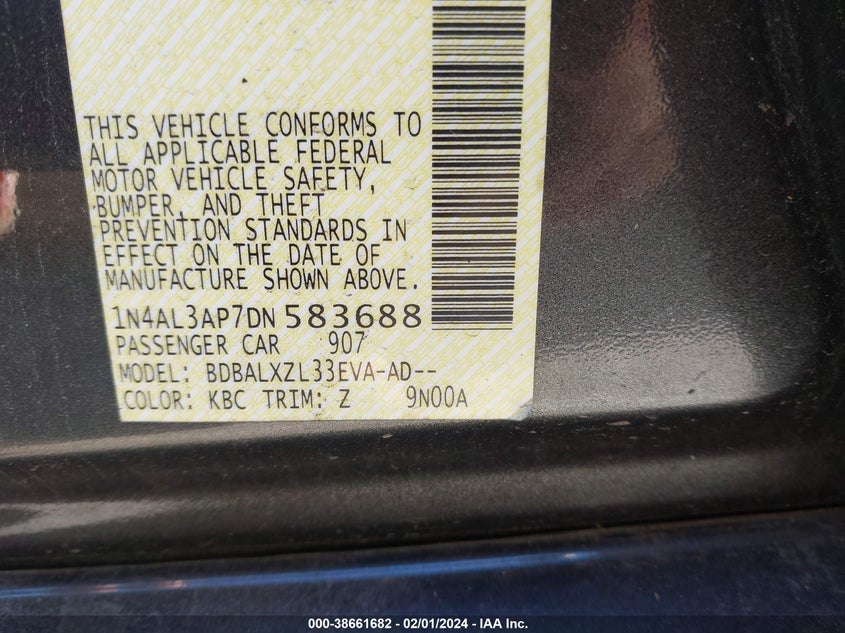 THIS VEHICLE CONFORMS TO
ALL APPLICABLE FEDERAL
MOTOR VEHICLE SAFETY,
BUMPER, AND THEFT
PREVENTION STANDARDS IN
EFFECT ON THE DATE OF
MANUFACTURE SHOWN ABOVE.
1N4AL3AP7DN 583688
PASSENGER CAR 907
MODEL: BDBALXZL33EVA-AD--
COLOR: KBC TRIM: Z 9N00A
000-38661682 - 02/01/2024 - IAA Inc.